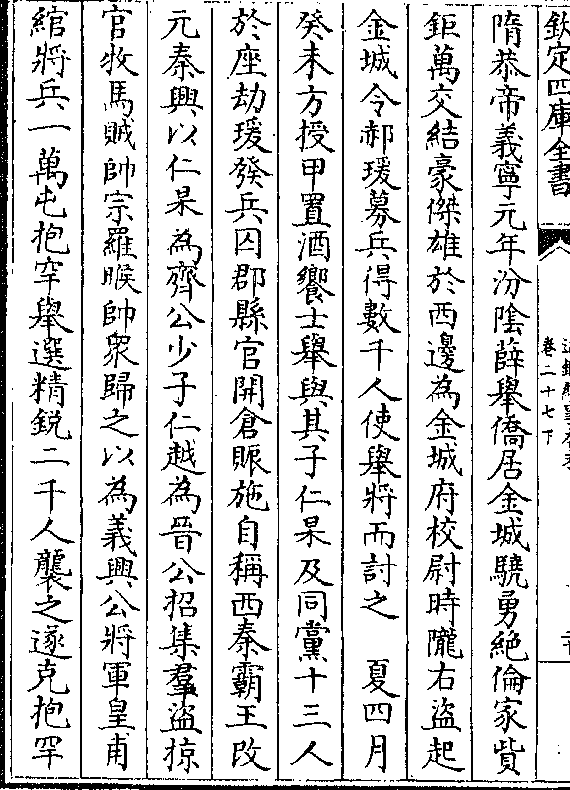 欽定四庫全書
卷二十七下
隋恭帝義寧元年汾隂薛舉僑居金城驍勇絶倫家貲
鉅萬交結豪傑雄於西邊為金城府校尉時隴右盜起
金城令郝瑗募兵得數千人使舉將而討之　夏四月
癸未方授甲置酒饗士舉與其子仁杲及同黨十三人
於座劫瑗發兵囚郡縣官開倉賑施自稱西秦霸王改
元秦興以仁杲為齊公少子仁越為晉公招集羣盜掠
官牧馬賊帥宗羅㬋帥衆歸之以為義興公將軍皇甫
綰將兵一萬屯抱罕舉選精鋭二千人襲之遂克抱罕